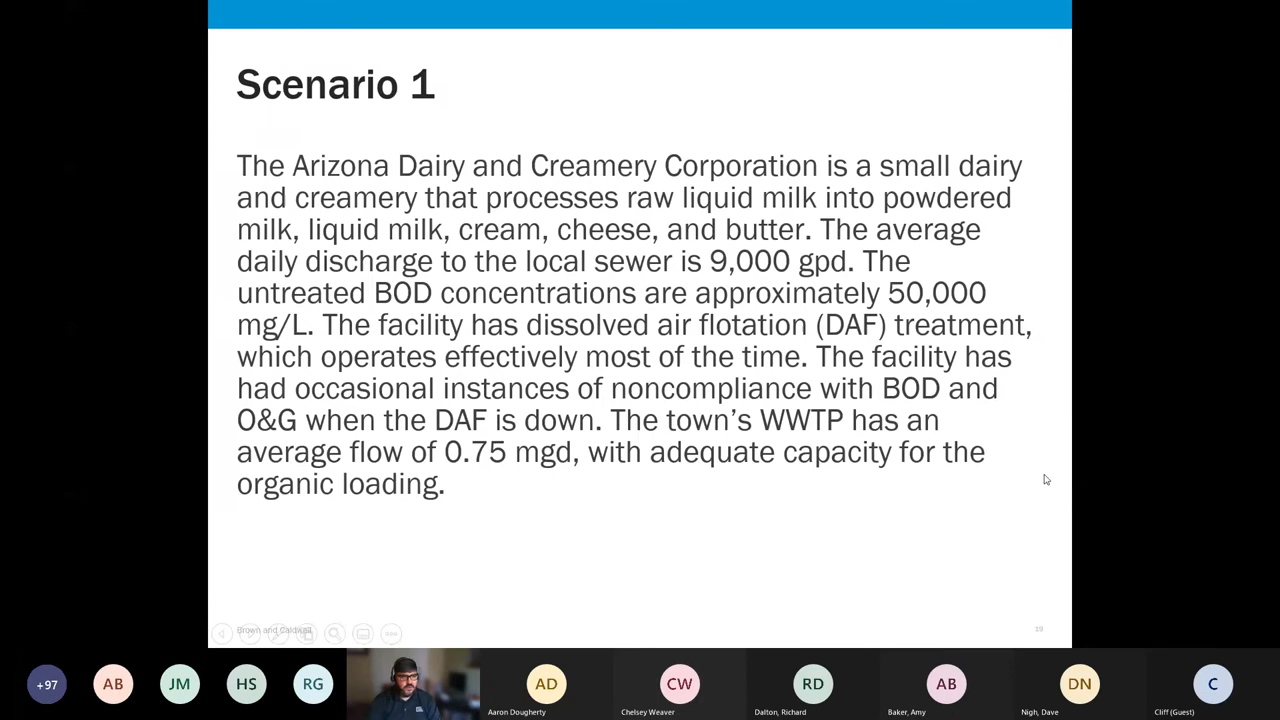 Scenario 1
The Arizona Dairy and Creamery Corporation is a small dairy
and creamery that processes raw liquid milk into powdered
milk, liquid milk, cream, cheese, and butter. The average
daily discharge to the local sewer is 9,000 gpd. The
untreated BOD concentrations are approximately 50,000
mg/L. The facility has dissolved air flotation (DAF) treatment,
which operates effectively most of the time. The facility has
had occasional instances of noncompliance with BOD and
O&G when the DAF is down. The town's WWTP has an
average flow of 0.75 mgd, with adequate capacity for the
organic loading.
Brown and Caldwell
19
+97 AB JM HS RG AD CW RD AB DN C
Aaron Dougherty Chelsey Weaver Dalton, Richard Baker, Amy Nigh, Dave Cliff (Guest)